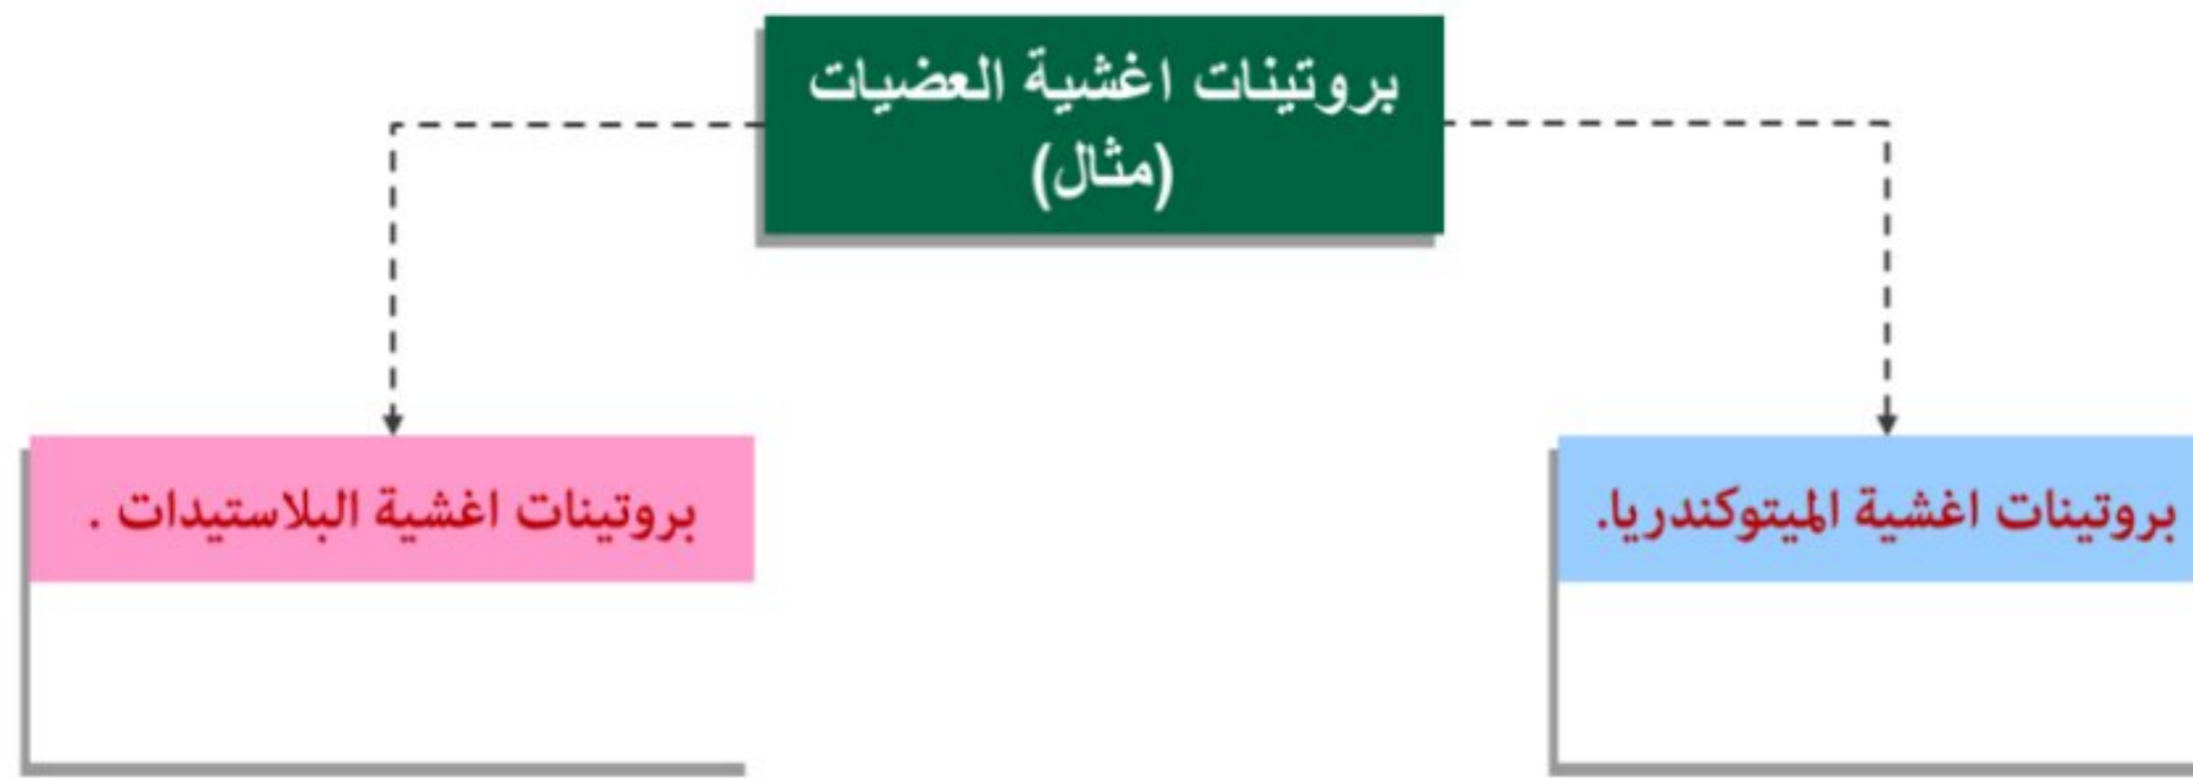 بروتينات اغشية العضيات
(مثال)
بروتينات اغشية الميتوكندريا.
بروتينات اغشية البلاستيدات .